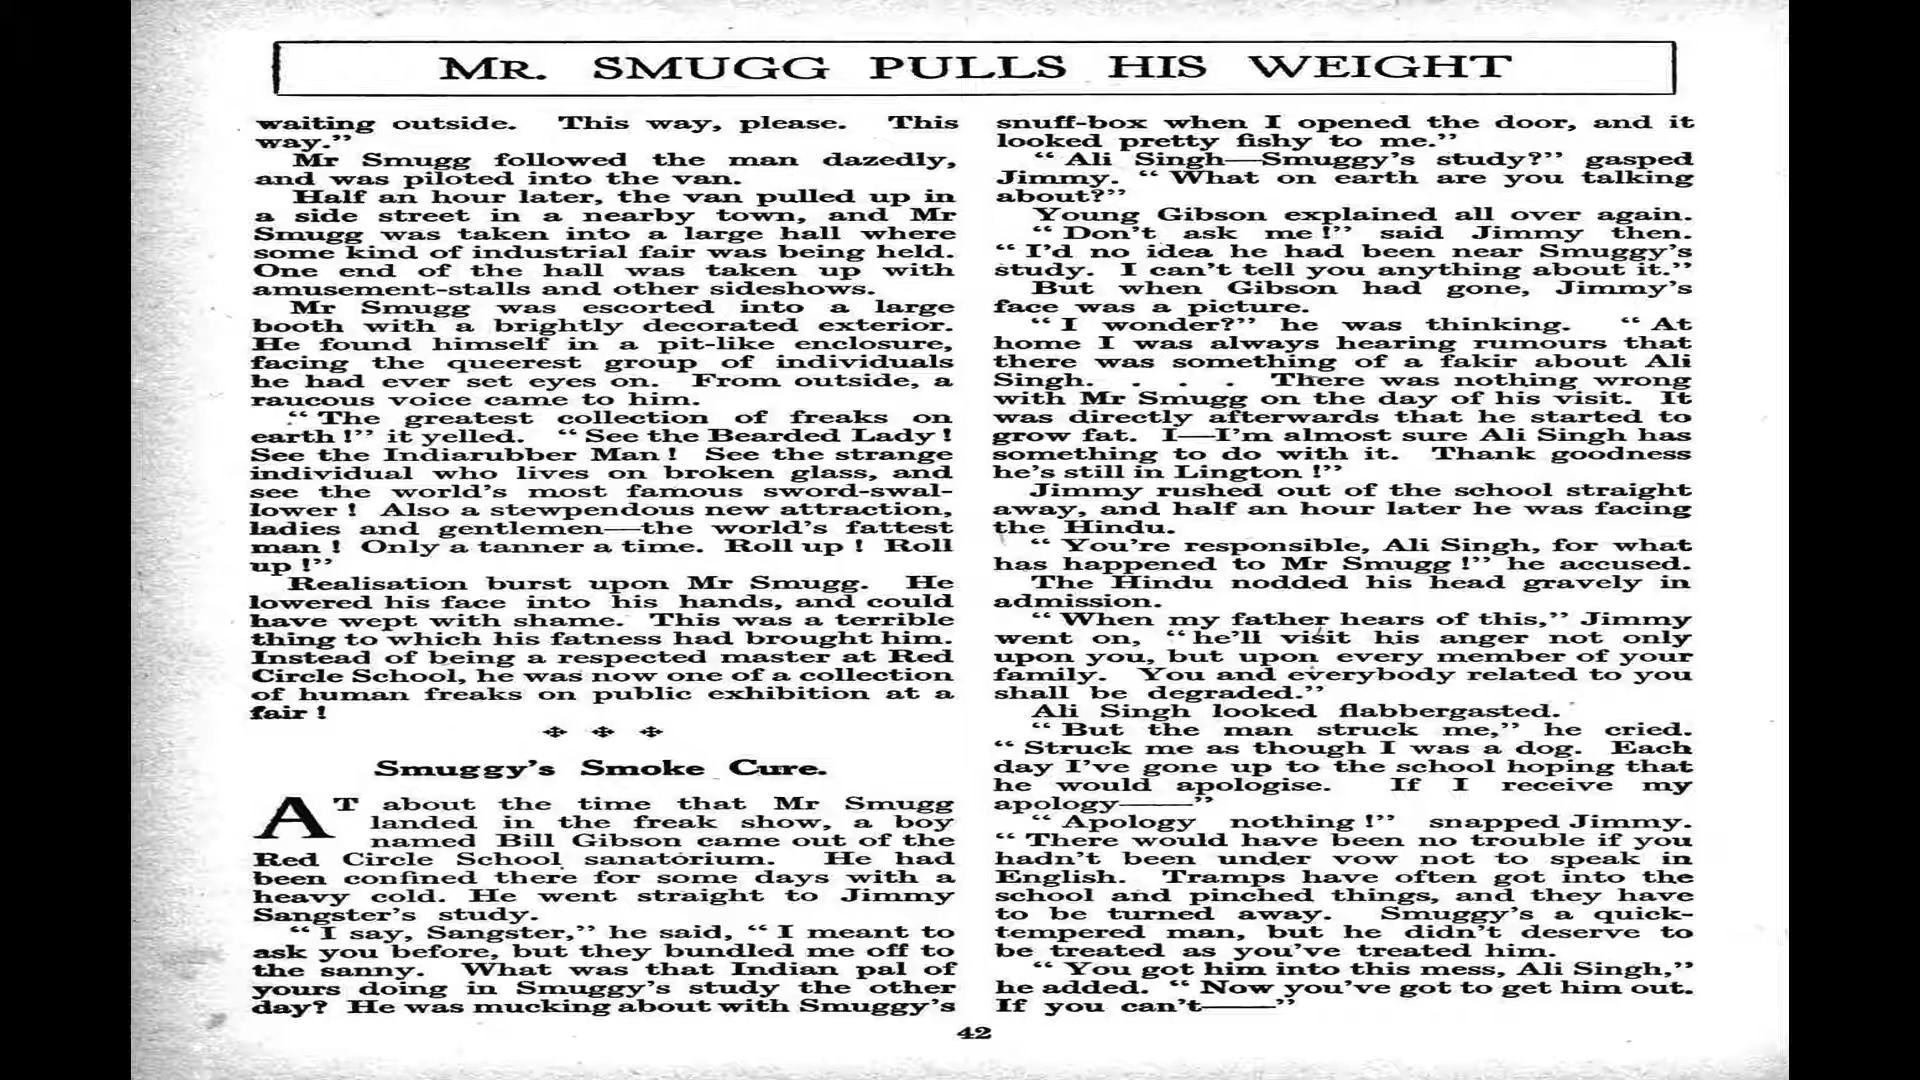 MR. SMUGG PULLS HIS WEIGHT
waiting outside. This way, please. This
way."
Mr Smugg followed the man dazedly,
and was piloted into the van.
Half an hour later, the van pulled up in
a side street in a nearby town, and Mr
Smugg was taken into a large hall where
some kind of industrial fair was being held.
One end of the hall was taken up with
amusement-stalls and other sideshows.
Mr Smugg was escorted into a large
booth with a brightly decorated exterior.
He found himself in a pit-like enclosure,
facing the queerest group of individuals
he had ever set eyes on. From outside, a
raucous voice came to him.
"The greatest collection of freaks on
earth!" it yelled. "See the Bearded Lady!
See the Indiarubber Man! See the strange
individual who lives on broken glass, and
see the world's most famous sword-swal-
lower! Also a stewpendous new attraction,
ladies and gentlemen—the world's fattest
man! Only a tanner a time. Roll up! Roll
up!"
Realisation burst upon Mr Smugg. He
lowered his face into his hands, and could
have wept with shame. This was a terrible
thing to which his fatness had brought him.
Instead of being a respected master at Red
Circle School, he was now one of a collection
of human freaks on public exhibition at a
fair!
Smuggy's Smoke Cure.
AT about the time that Mr Smugg
landed in the freak show, a boy
named Bill Gibson came out of the
Red Circle School sanatorium. He had
been confined there for some days with a
heavy cold. He went straight to Jimmy
Sangster's study.
"I say, Sangster," he said, "I meant to
ask you before, but they bundled me off to
the sanny. What was that Indian pal of
yours doing in Smuggy's study the other
day? He was mucking about with Smuggy's
snuff-box when I opened the door, and it
looked pretty fishy to me."
"Ali Singh—Smuggy's study?" gasped
Jimmy. "What on earth are you talking
about?"
Young Gibson explained all over again.
"Don't ask me!" said Jimmy then.
"I'd no idea he had been near Smuggy's
study. I can't tell you anything about it."
But when Gibson had gone, Jimmy's
face was a picture.
"I wonder?" he was thinking. "At
home I was always hearing rumours that
there was something of a fakir about Ali
Singh. . . . There was nothing wrong
with Mr Smugg on the day of his visit. It
was directly afterwards that he started to
grow fat. I—I'm almost sure Ali Singh has
something to do with it. Thank goodness
he's still in Lington!"
Jimmy rushed out of the school straight
away, and half an hour later he was facing
the Hindu.
"You're responsible, Ali Singh, for what
has happened to Mr Smugg!" he accused.
The Hindu nodded his head gravely in
admission.
"When my father hears of this," Jimmy
went on, "he'll visit his anger not only
upon you, but upon every member of your
family. You and everybody related to you
shall be degraded."
Ali Singh looked flabbergasted.
"But the man struck me," he cried.
"Struck me as though I was a dog. Each
day I've gone up to the school hoping that
he would apologise. If I receive my
apology——"
"Apology nothing!" snapped Jimmy.
"There would have been no trouble if you
hadn't been under vow not to speak in
English. Tramps have often got into the
school and pinched things, and they have
to be turned away. Smuggy's a quick-
tempered man, but he didn't deserve to
be treated as you've treated him.
"You got him into this mess, Ali Singh,"
he added. "Now you've got to get him out.
If you can't——"
42